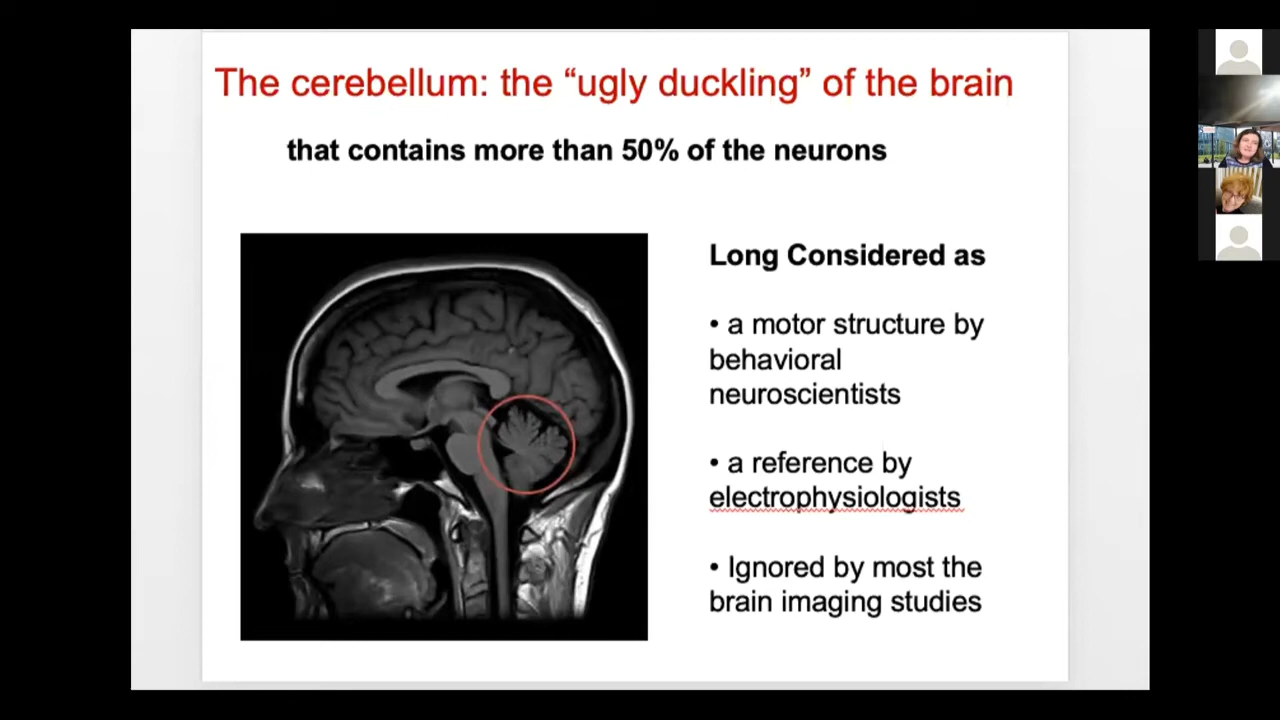 The cerebellum: the “ugly duckling” of the brain
that contains more than 50% of the neurons
Long Considered as
• a motor structure by
behavioral
neuroscientists
• a reference by
electrophysiologists
• Ignored by most the
brain imaging studies